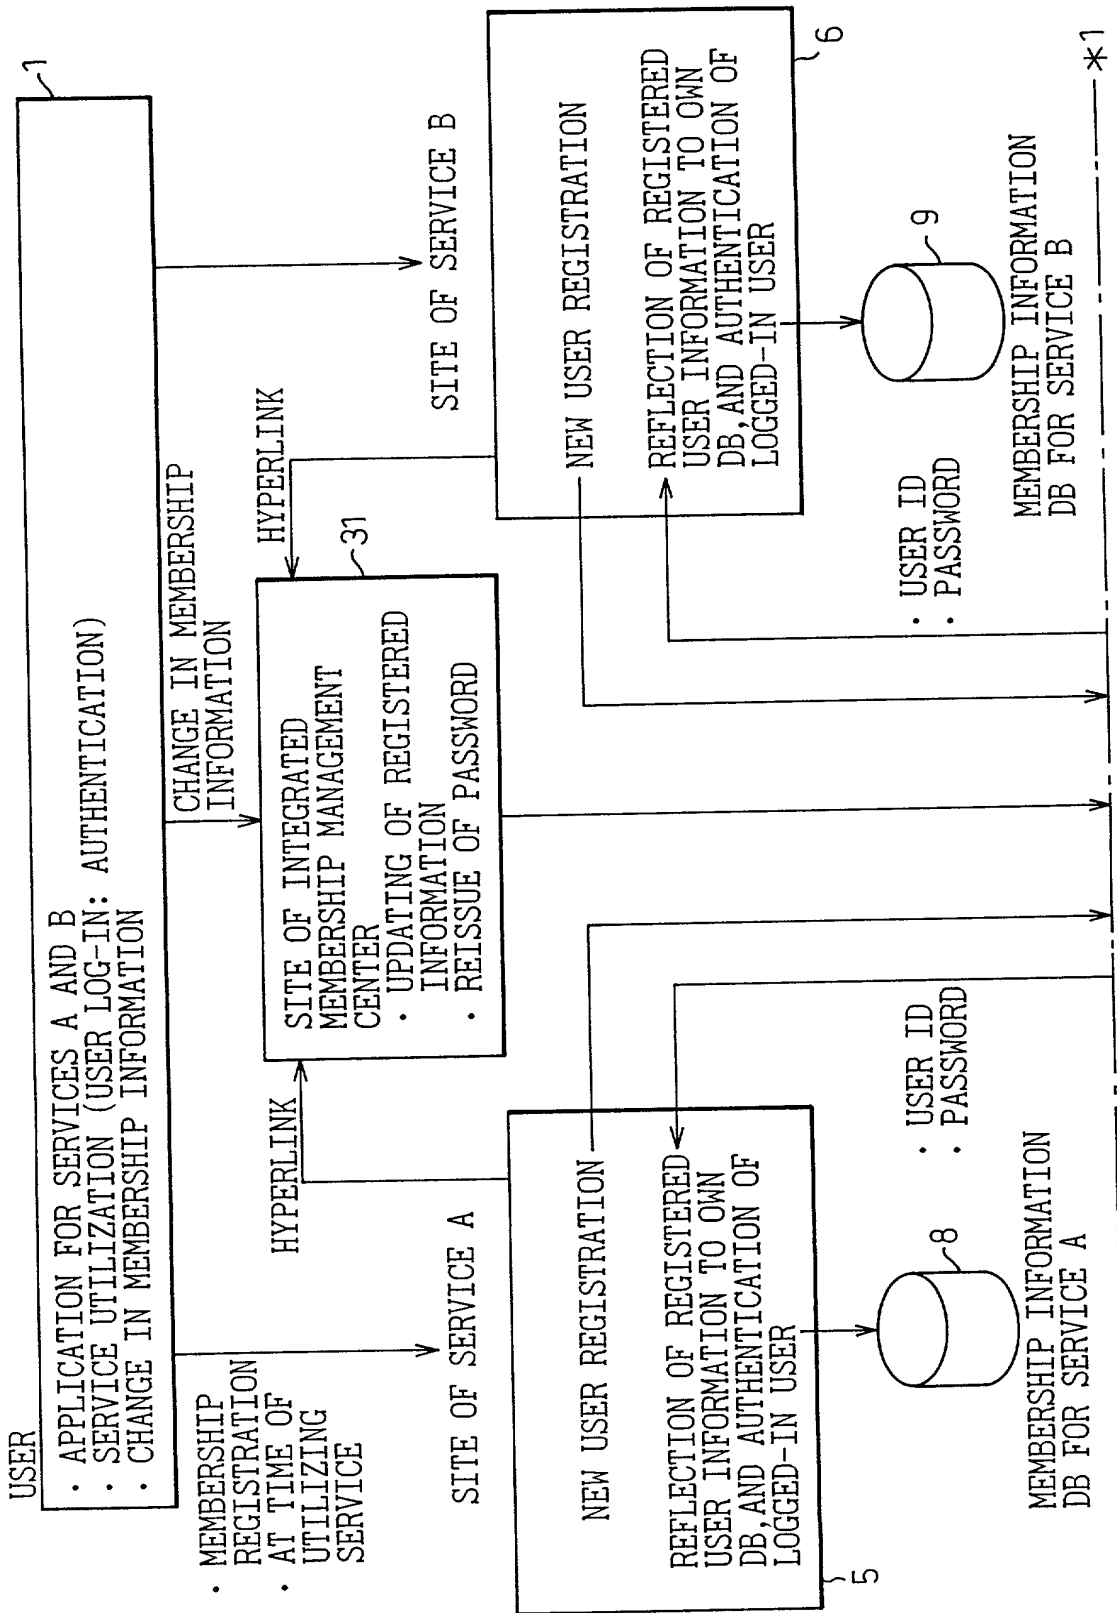 USER
1
· APPLICATION FOR SERVICES A AND B
· SERVICE UTILIZATION (USER LOG-IN: AUTHENTICATION)
· CHANGE IN MEMBERSHIP INFORMATION
· MEMBERSHIP
REGISTRATION
· AT TIME OF
UTILIZING
SERVICE
CHANGE IN MEMBERSHIP
INFORMATION
HYPERLINK
HYPERLINK
31
SITE OF INTEGRATED
MEMBERSHIP MANAGEMENT
CENTER
· UPDATING OF REGISTERED
INFORMATION
· REISSUE OF PASSWORD
SITE OF SERVICE A
SITE OF SERVICE B
NEW USER REGISTRATION
REFLECTION OF REGISTERED
USER INFORMATION TO OWN
DB, AND AUTHENTICATION OF
LOGGED-IN USER
5
NEW USER REGISTRATION
REFLECTION OF REGISTERED
USER INFORMATION TO OWN
DB, AND AUTHENTICATION OF
LOGGED-IN USER
6
8
MEMBERSHIP INFORMATION
DB FOR SERVICE A
· USER ID
· PASSWORD
9
· USER ID
· PASSWORD
MEMBERSHIP INFORMATION
DB FOR SERVICE B
*1